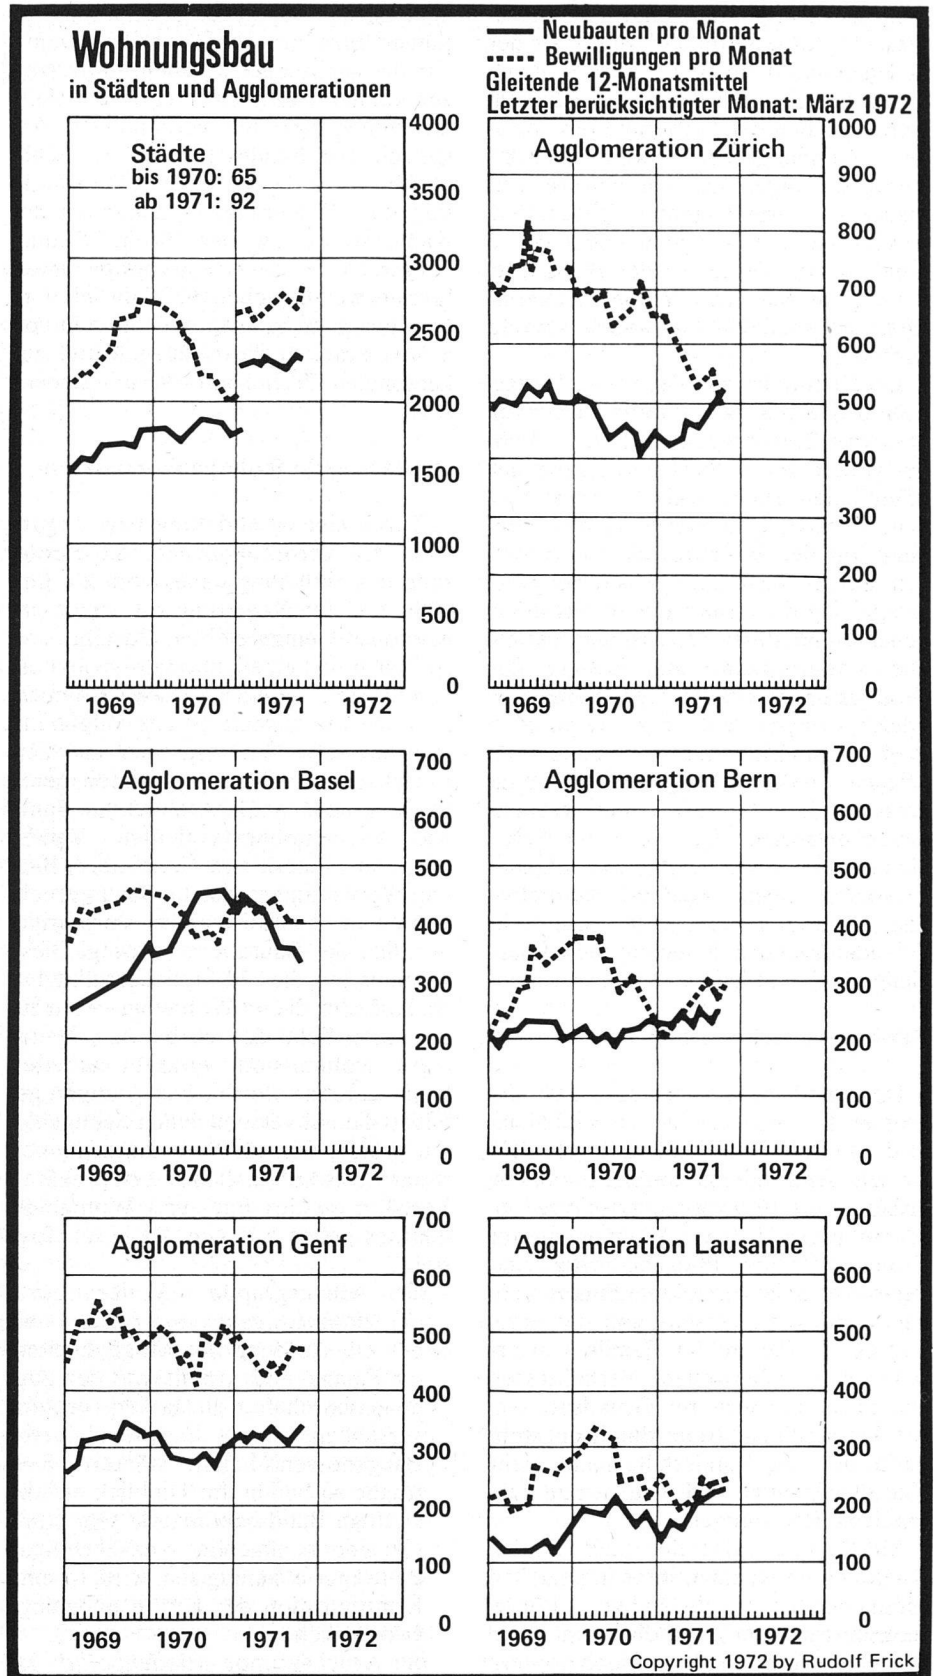 Wohnungsbau
in Städten und Agglomerationen
Neubauten pro Monat
Bewilligungen pro Monat
Gleitende 12-Monatsmittel
Letzter berücksichtigter Monat: März 1972
Städte
bis 1970: 65
ab 1971: 92
4000
3500
3000
2500
2000
1500
1000
500
0
1969 1970 1971 1972
Agglomeration Zürich
1000
900
800
700
600
500
400
300
200
100
0
1969 1970 1971 1972
Agglomeration Basel
700
600
500
400
300
200
100
0
1969 1970 1971 1972
Agglomeration Bern
700
600
500
400
300
200
100
0
1969 1970 1971 1972
Agglomeration Genf
700
600
500
400
300
200
100
0
1969 1970 1971 1972
Agglomeration Lausanne
700
600
500
400
300
200
100
0
1969 1970 1971 1972
Copyright 1972 by Rudolf Frick